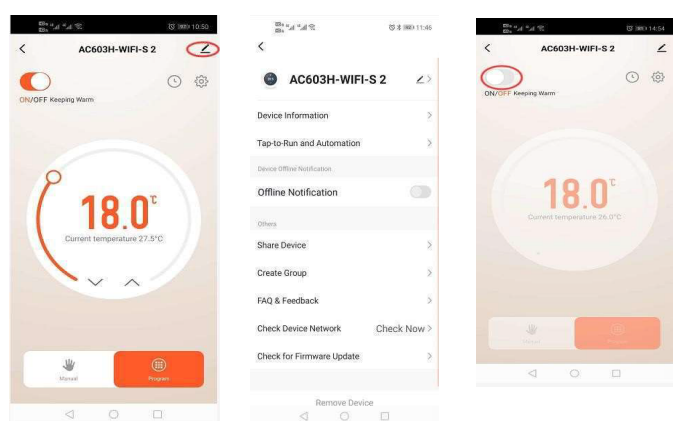 10:50
AC603H-WIFI-S 2
ON/OFF Keeping Warm
18.0℃
Current temperature 27.5°C
Manual
Program
11:46
AC603H-WIFI-S 2
Device Information
Tap-to-Run and Automation
Device Offline Notification
Offline Notification
Others
Share Device
Create Group
FAQ & Feedback
Check Device Network Check Now
Check for Firmware Update
Remove Device
14:54
AC603H-WIFI-S 2
ON/OFF Keeping Warm
18.0℃
Current temperature 26.0°C
Manual
Program